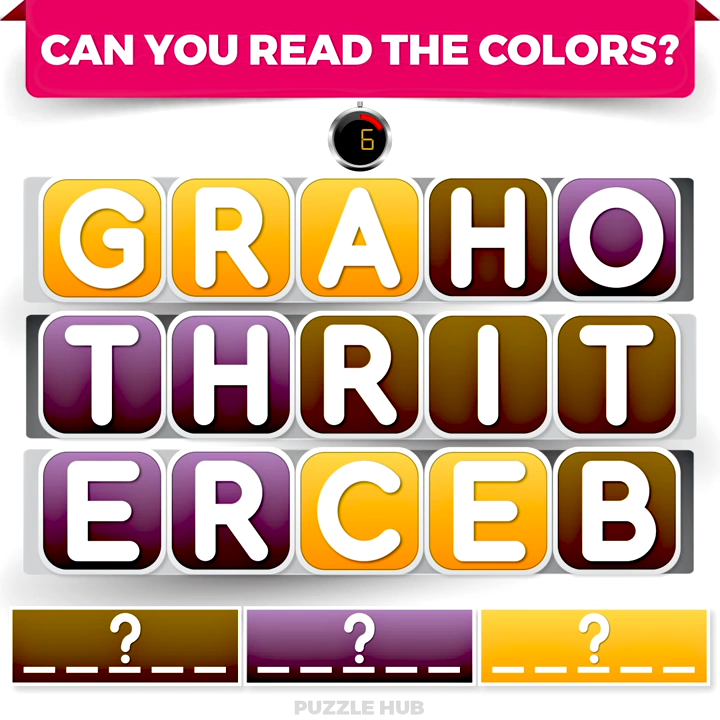 CAN YOU READ THE COLORS?
6
GRAHO
THRIT
ERCEB
? ? ?
PUZZLE HUB